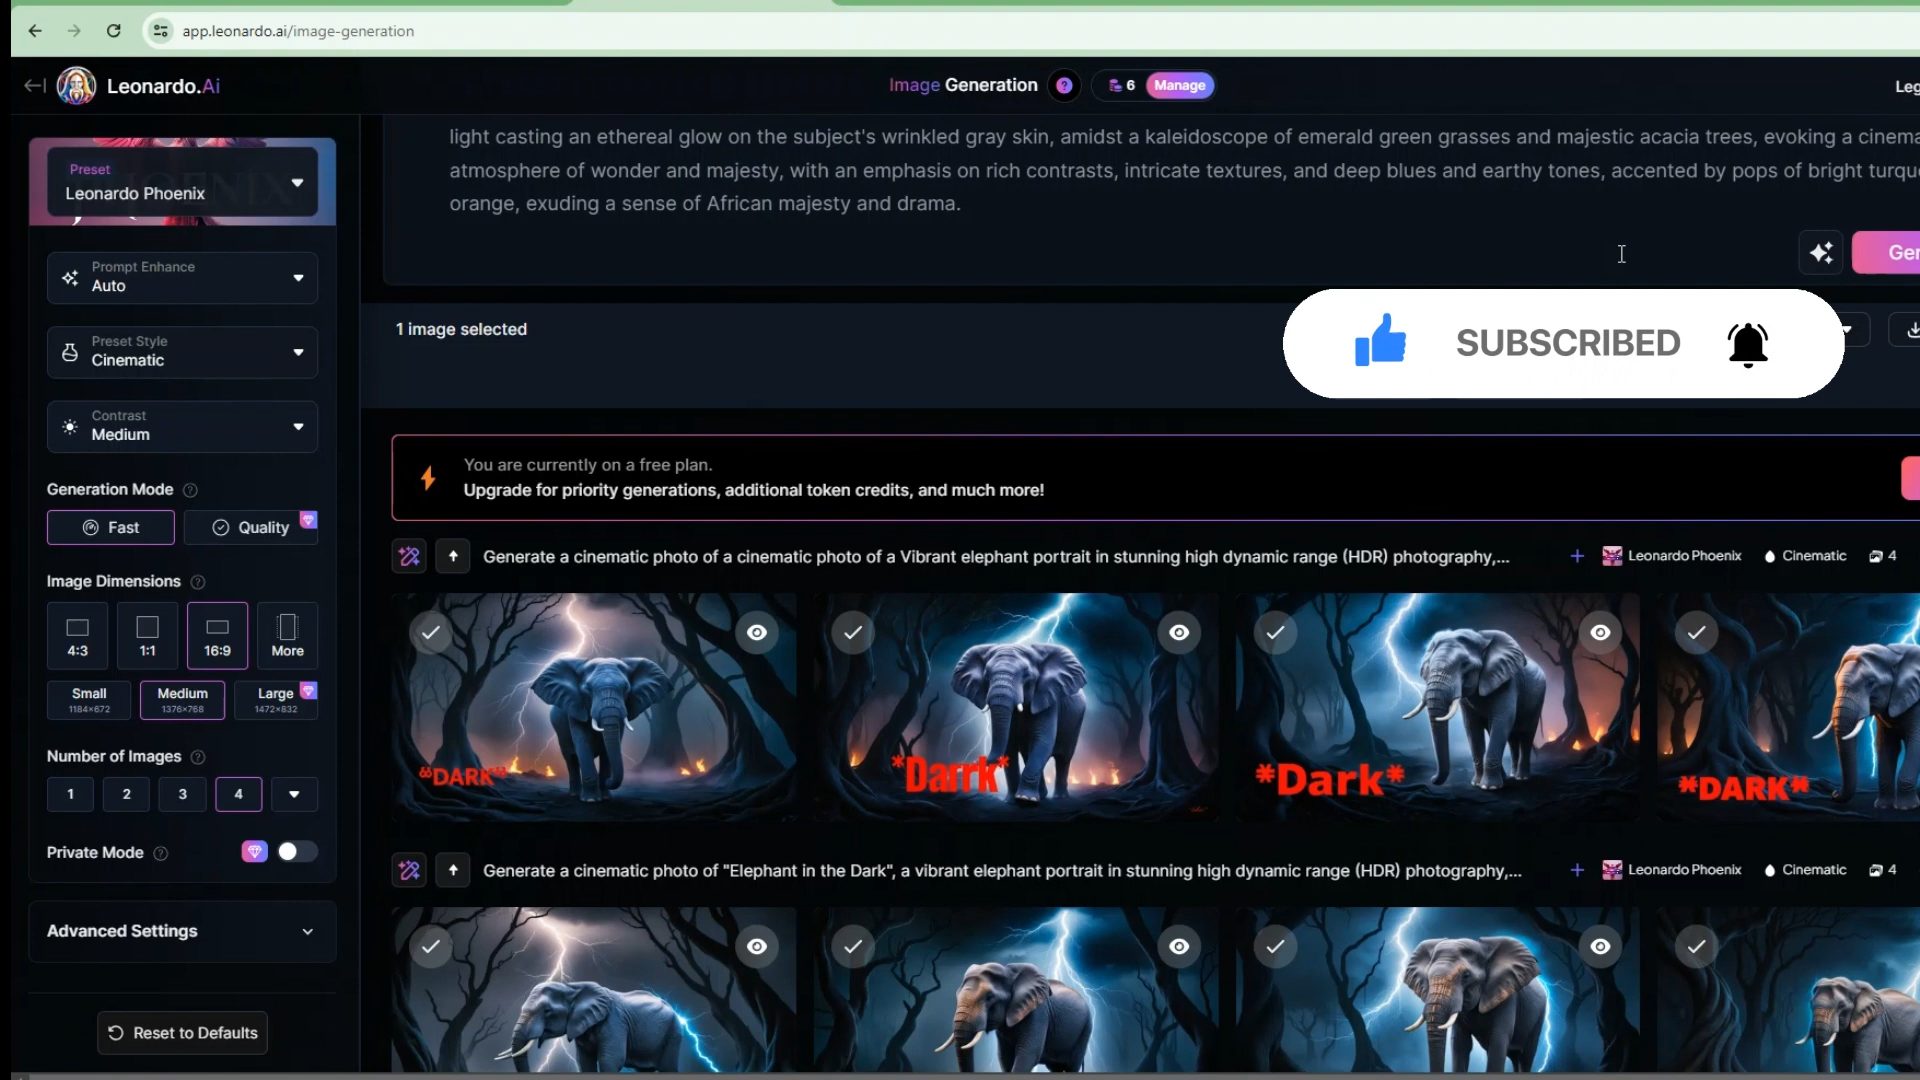 app.leonardo.ai/image-generation
Leonardo.Ai
Image Generation
6
Manage
Leg
light casting an ethereal glow on the subject's wrinkled gray skin, amidst a kaleidoscope of emerald green grasses and majestic acacia trees, evoking a cinema
atmosphere of wonder and majesty, with an emphasis on rich contrasts, intricate textures, and deep blues and earthy tones, accented by pops of bright turqu
orange, exuding a sense of African majesty and drama.
Gen
Preset
Leonardo Phoenix
Prompt Enhance
Auto
Preset Style
Cinematic
Contrast
Medium
Generation Mode
Fast
Quality
Image Dimensions
4:3
1:1
16:9
More
Small
1184×672
Medium
1376×768
Large
1472×832
Number of Images
1
2
3
4
Private Mode
Advanced Settings
Reset to Defaults
1 image selected
SUBSCRIBED
You are currently on a free plan.
Upgrade for priority generations, additional token credits, and much more!
Generate a cinematic photo of a cinematic photo of a Vibrant elephant portrait in stunning high dynamic range (HDR) photography,...
Leonardo Phoenix
Cinematic
4
"DARK"
*Darrk*
*Dark*
*DARK*
Generate a cinematic photo of "Elephant in the Dark", a vibrant elephant portrait in stunning high dynamic range (HDR) photography,...
Leonardo Phoenix
Cinematic
4